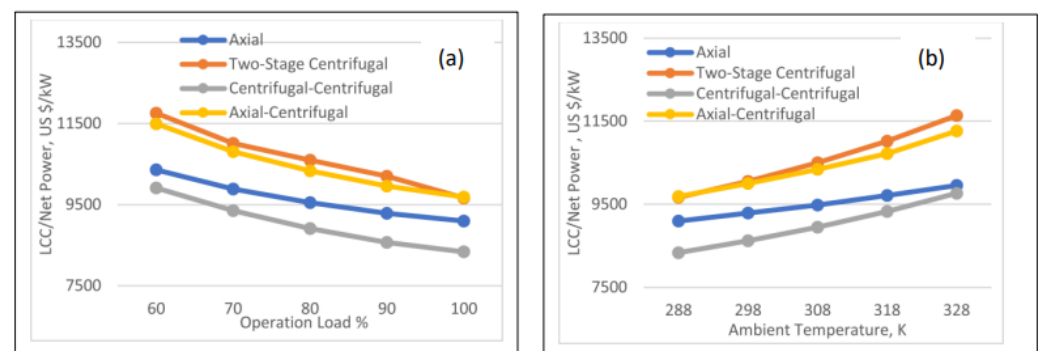 (a)
LCC/Net Power, US $/kW
13500
11500
9500
7500
Axial
Two-Stage Centrifugal
Centrifugal-Centrifugal
Axial-Centrifugal
60 70 80 90 100
Operation Load %
(b)
LCC/Net Power , US $/kW
13500
11500
9500
7500
Axial
Two-Stage Centrifugal
Centrifugal-Centrifugal
Axial-Centrifugal
288 298 308 318 328
Ambient Temperature, K